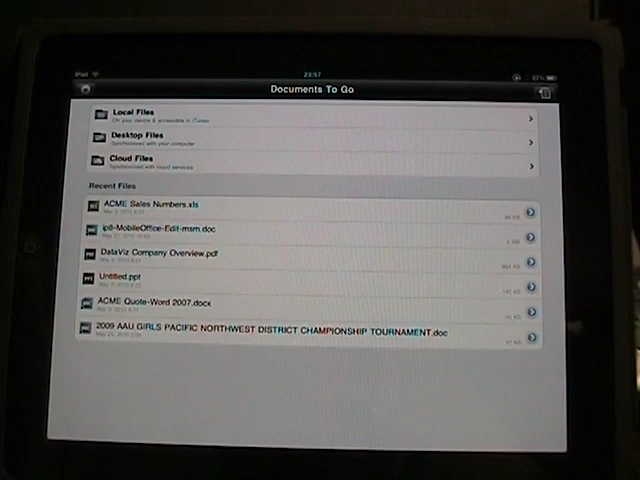 iPad
23:57
Documents To Go
Local Files
On your device & accessible in iTunes
Desktop Files
Synchronized with your computer
Cloud Files
Synchronized with cloud services
Recent Files
ACME Sales Numbers.xls
ip8-MobileOffice-Edit-msm.doc
DataViz Company Overview.pdf
Untitled.ppt
ACME Quote-Word 2007.docx
2009 AAU GIRLS PACIFIC NORTHWEST DISTRICT CHAMPIONSHIP TOURNAMENT.doc